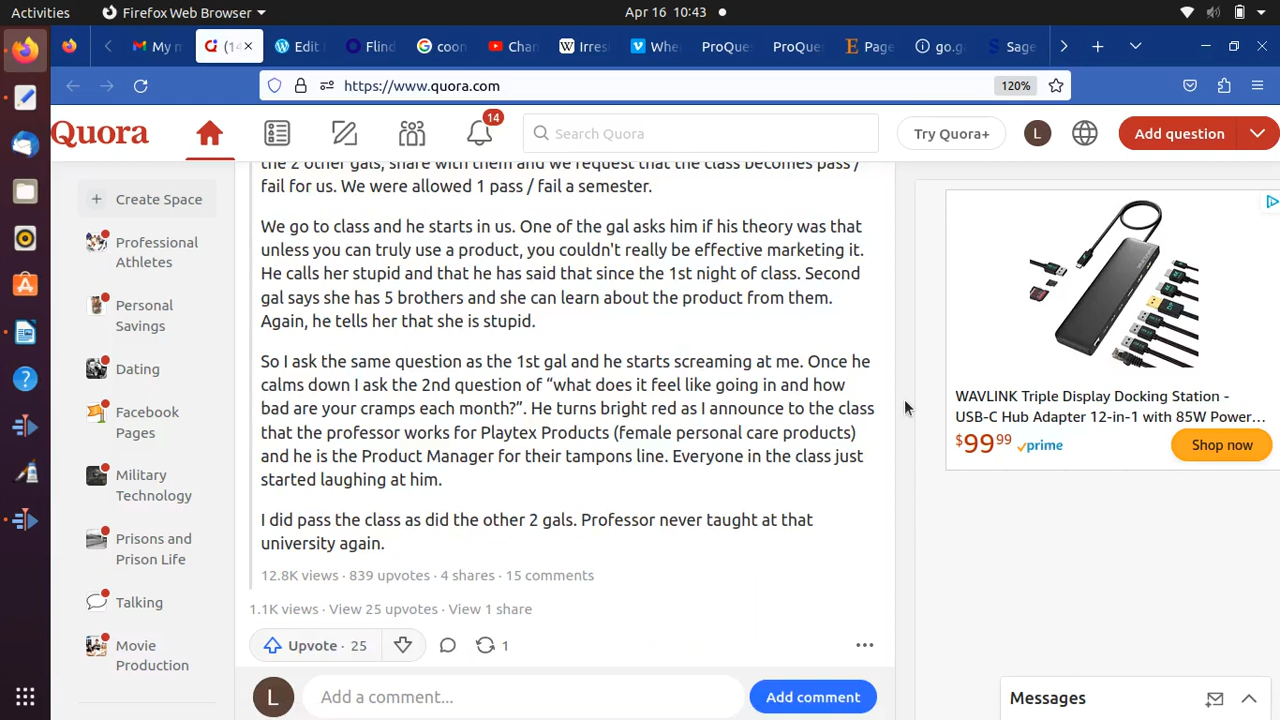 Activities
Firefox Web Browser
Apr 16 10:43
My m
(14
Edit
Flind
coon
Chan
Irres
Whe
ProQue
ProQue
Page
go.g
Sage
https://www.quora.com
120%
Quora
14
Search Quora
Try Quora+
L
Add question
Create Space
Professional
Athletes
Personal
Savings
Dating
Facebook
Pages
Military
Technology
Prisons and
Prison Life
Talking
Movie
Production
the 2 other gals, share with them and we request that the class becomes pass /
fail for us. We were allowed 1 pass / fail a semester.
We go to class and he starts in us. One of the gal asks him if his theory was that
unless you can truly use a product, you couldn't really be effective marketing it.
He calls her stupid and that he has said that since the 1st night of class. Second
gal says she has 5 brothers and she can learn about the product from them.
Again, he tells her that she is stupid.
So I ask the same question as the 1st gal and he starts screaming at me. Once he
calms down I ask the 2nd question of “what does it feel like going in and how
bad are your cramps each month?”. He turns bright red as I announce to the class
that the professor works for Playtex Products (female personal care products)
and he is the Product Manager for their tampons line. Everyone in the class just
started laughing at him.
I did pass the class as did the other 2 gals. Professor never taught at that
university again.
12.8K views · 839 upvotes · 4 shares · 15 comments
1.1K views · View 25 upvotes · View 1 share
Upvote · 25
1
L
Add a comment...
Add comment
WAVLINK Triple Display Docking Station -
USB-C Hub Adapter 12-in-1 with 85W Power...
$99 99
prime
Shop now
Messages